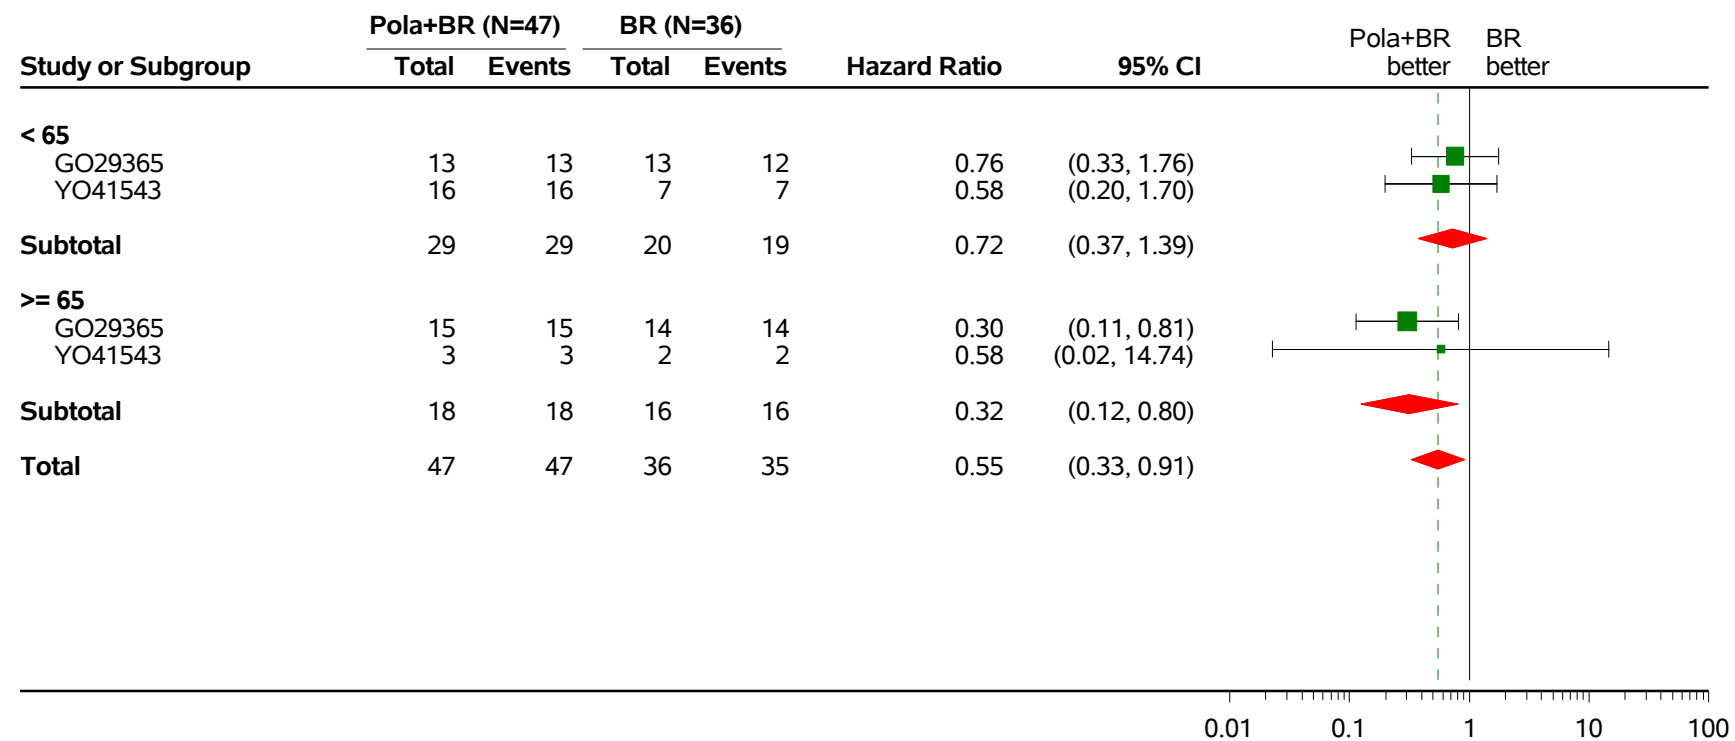 Pola+BR (N=47) BR (N=36) Pola+BR BR
Study or Subgroup Total Events Total Events Hazard Ratio 95% CI better better
< 65
GO29365 13 13 13 12 0.76 (0.33, 1.76)
YO41543 16 16 7 7 0.58 (0.20, 1.70)
Subtotal 29 29 20 19 0.72 (0.37, 1.39)
>= 65
GO29365 15 15 14 14 0.30 (0.11, 0.81)
YO41543 3 3 2 2 0.58 (0.02, 14.74)
Subtotal 18 18 16 16 0.32 (0.12, 0.80)
Total 47 47 36 35 0.55 (0.33, 0.91)
0.01 0.1 1 10 100